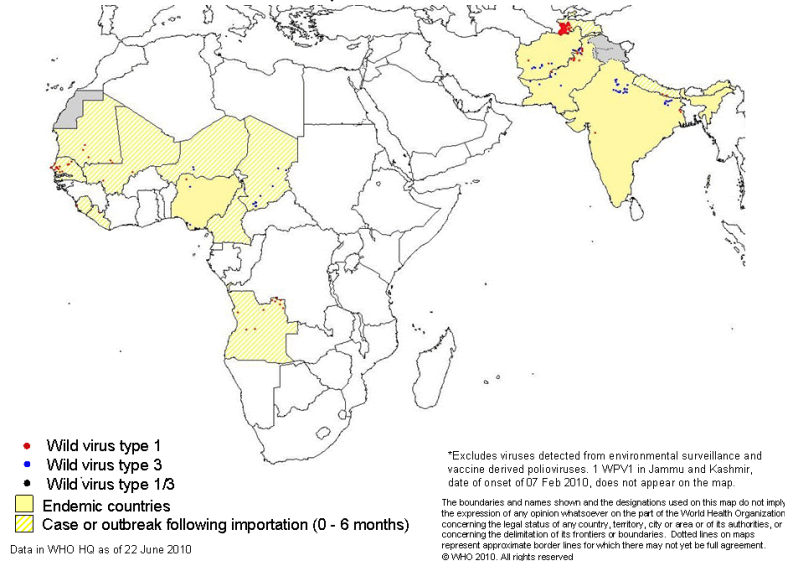 Wild virus type 1
Wild virus type 3
Wild virus type 1/3
Endemic countries
Case or outbreak following importation (0 - 6 months)
Data in WHO HQ as of 22 June 2010
*Excludes viruses detected from environmental surveillance and
vaccine derived polioviruses. 1 WPV1 in Jammu and Kashmir,
date of onset of 07 Feb 2010, does not appear on the map.
The boundaries and names shown and the designations used on this map do not imply
the expression of any opinion whatsoever on the part of the World Health Organization
concerning the legal status of any country, territory, city or area or of its authorities, or
concerning the delimitation of its frontiers or boundaries. Dotted lines on maps
represent approximate border lines for which there may not yet be full agreement.
© WHO 2010. All rights reserved